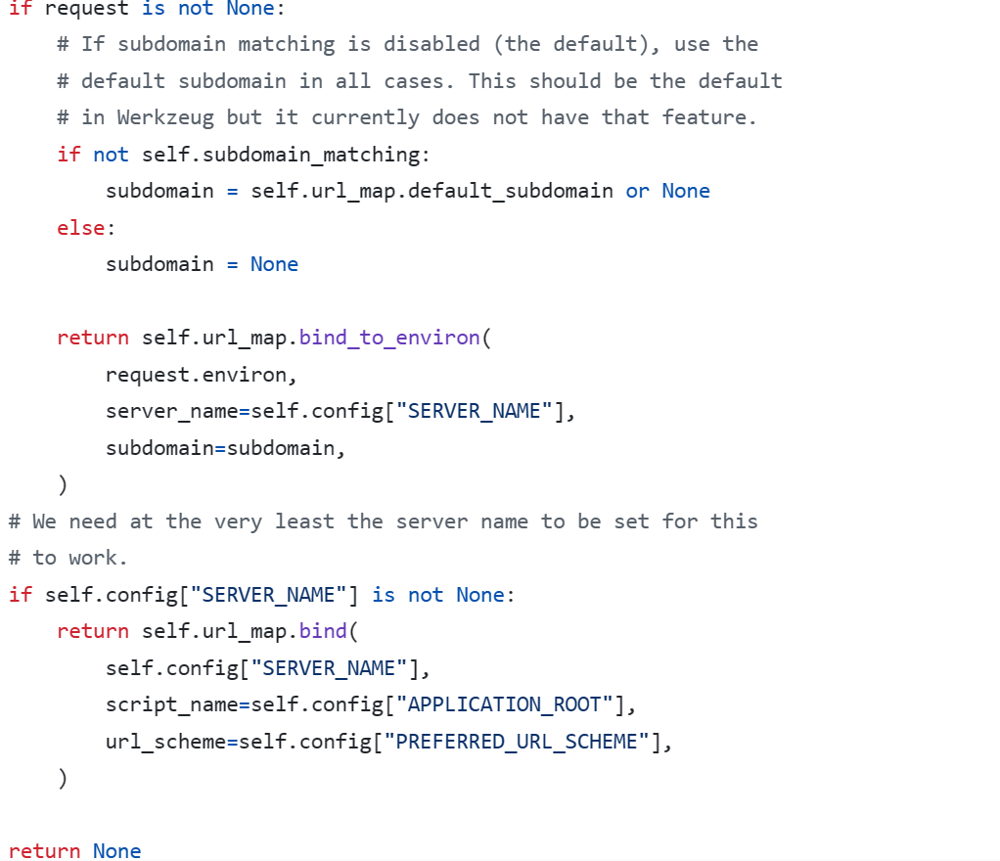 if request is not None:
    # If subdomain matching is disabled (the default), use the
    # default subdomain in all cases. This should be the default
    # in Werkzeug but it currently does not have that feature.
    if not self.subdomain_matching:
        subdomain = self.url_map.default_subdomain or None
    else:
        subdomain = None

    return self.url_map.bind_to_environ(
        request.environ,
        server_name=self.config["SERVER_NAME"],
        subdomain=subdomain,
    )
# We need at the very least the server name to be set for this
# to work.
if self.config["SERVER_NAME"] is not None:
    return self.url_map.bind(
        self.config["SERVER_NAME"],
        script_name=self.config["APPLICATION_ROOT"],
        url_scheme=self.config["PREFERRED_URL_SCHEME"],
    )

return None